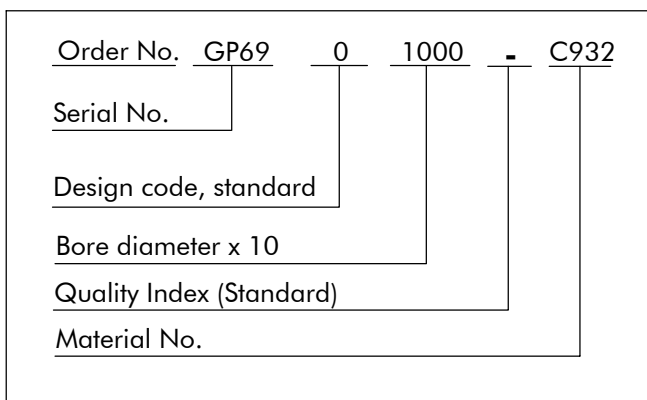 Order No. GP69 0 1000 - C932
Serial No.
Design code, standard
Bore diameter x 10
Quality Index (Standard)
Material No.